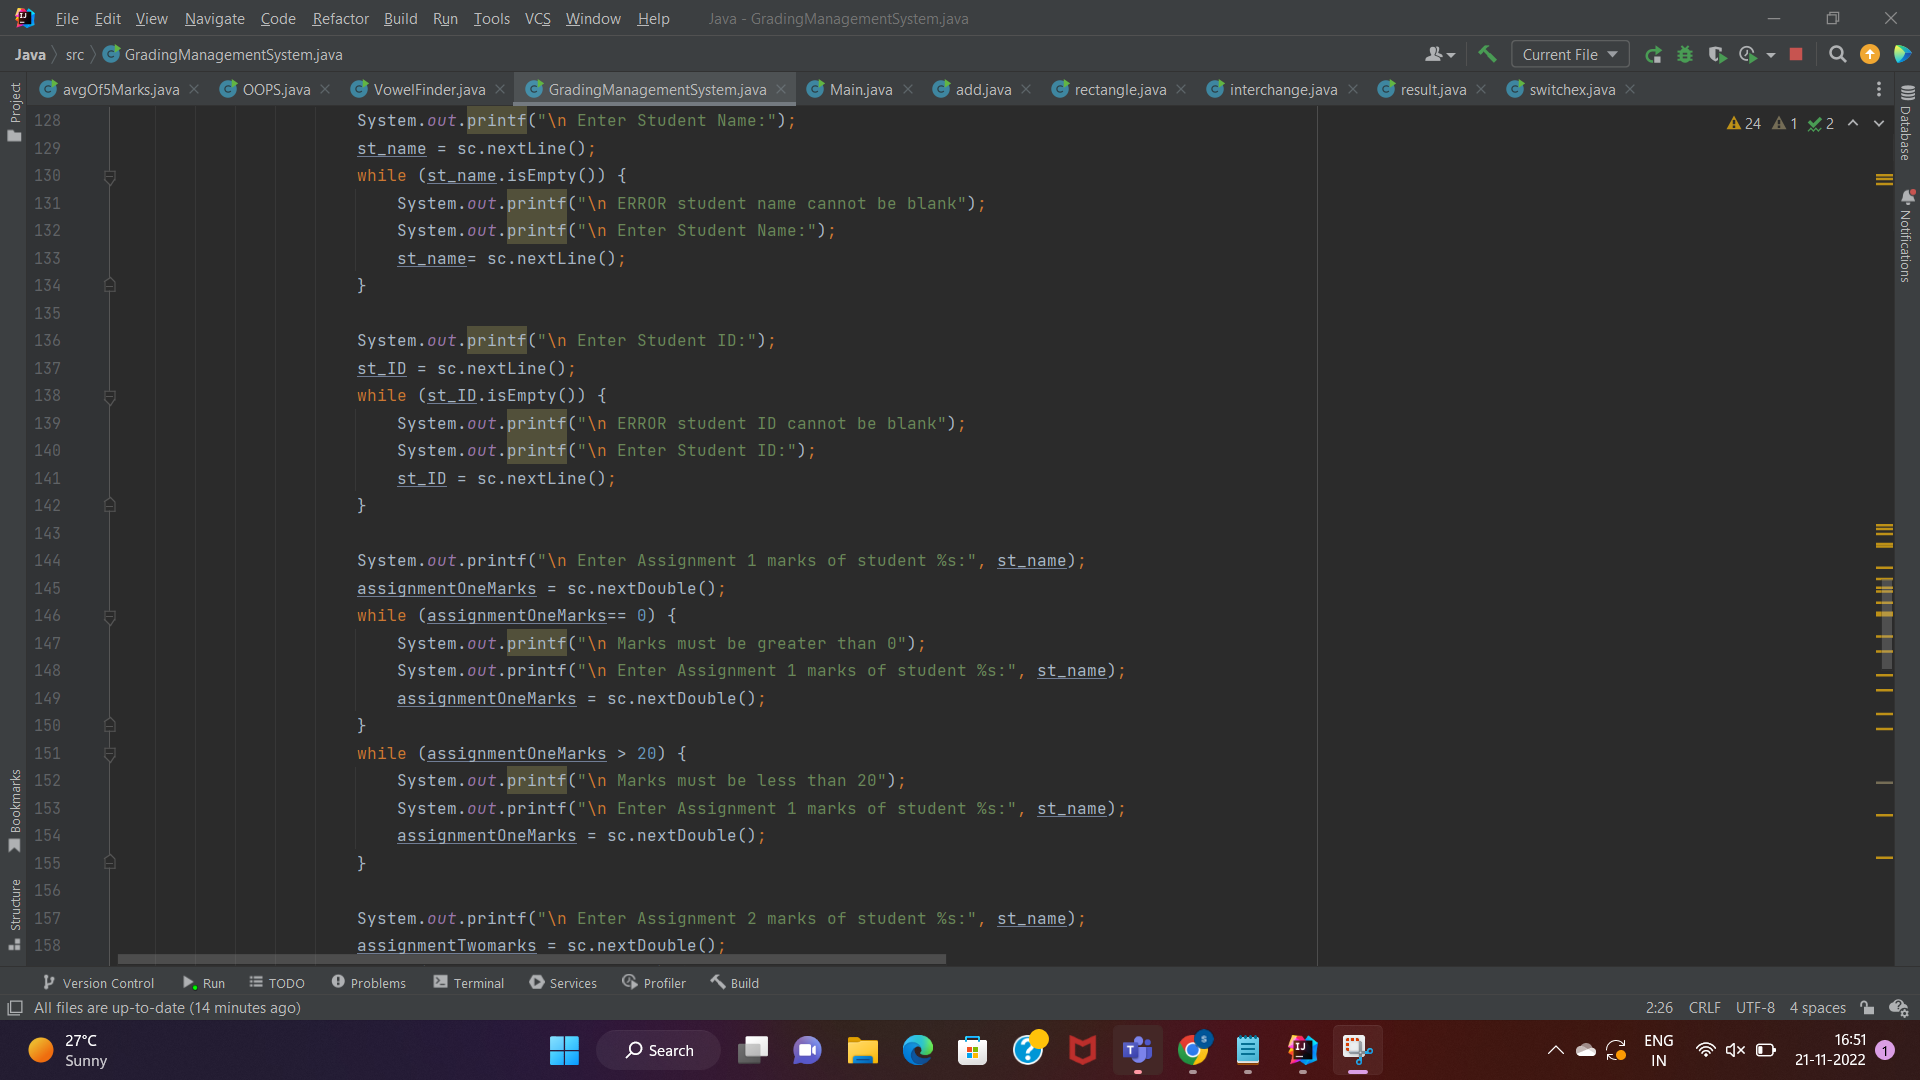 File Edit View Navigate Code Refactor Build Run Tools VCS Window Help Java - GradingManagementSystem.java
Java src GradingManagementSystem.java Current File
Project avgOf5Marks.java OOPS.java VowelFinder.java GradingManagementSystem.java Main.java add.java rectangle.java interchange.java result.java switchex.java Database
128 System.out.printf("\n Enter Student Name:"); 24 1 2
129 st_name = sc.nextLine();
130 while (st_name.isEmpty()) {
131 System.out.printf("\n ERROR student name cannot be blank");
132 System.out.printf("\n Enter Student Name:"); Notifications
133 st_name= sc.nextLine();
134 }
135
136 System.out.printf("\n Enter Student ID:");
137 st_ID = sc.nextLine();
138 while (st_ID.isEmpty()) {
139 System.out.printf("\n ERROR student ID cannot be blank");
140 System.out.printf("\n Enter Student ID:");
141 st_ID = sc.nextLine();
142 }
143
144 System.out.printf("\n Enter Assignment 1 marks of student %s:", st_name);
145 assignmentOneMarks = sc.nextDouble();
146 while (assignmentOneMarks== 0) {
147 System.out.printf("\n Marks must be greater than 0");
148 System.out.printf("\n Enter Assignment 1 marks of student %s:", st_name);
149 assignmentOneMarks = sc.nextDouble();
150 }
151 while (assignmentOneMarks > 20) {
152 System.out.printf("\n Marks must be less than 20");
153 System.out.printf("\n Enter Assignment 1 marks of student %s:", st_name);
154 assignmentOneMarks = sc.nextDouble();
155 }
156
157 System.out.printf("\n Enter Assignment 2 marks of student %s:", st_name);
158 assignmentTwomarks = sc.nextDouble();
Bookmarks
Structure
Version Control Run TODO Problems Terminal Services Profiler Build
All files are up-to-date (14 minutes ago) 2:26 CRLF UTF-8 4 spaces
27°C
Sunny
Search
ENG
IN
16:51
21-11-2022
1